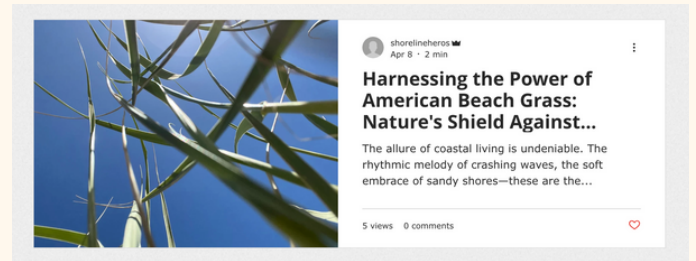 shorelineheros
Apr 8 · 2 min
Harnessing the Power of
American Beach Grass:
Nature's Shield Against...
The allure of coastal living is undeniable. The
rhythmic melody of crashing waves, the soft
embrace of sandy shores—these are the...
5 views 0 comments